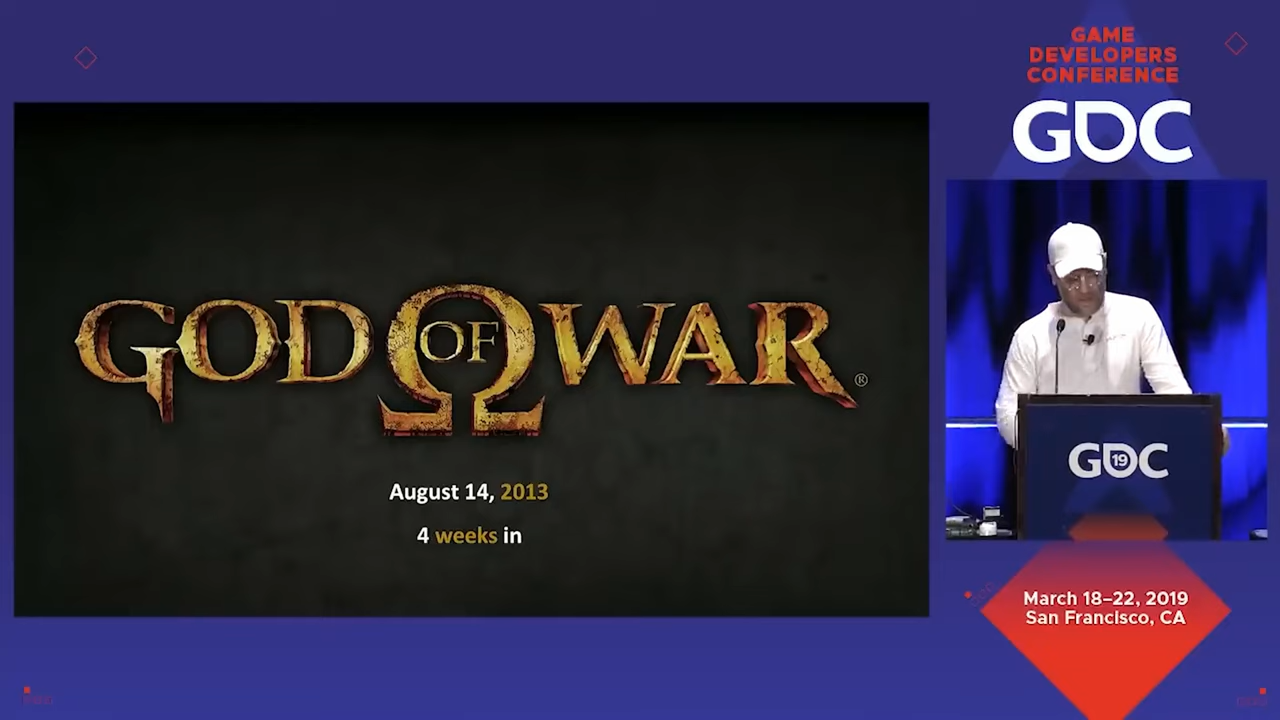 GAME
DEVELOPERS
CONFERENCE
GDC
GOD OF WAR ®
August 14, 2013
4 weeks in
GDC 19
March 18–22, 2019
San Francisco, CA